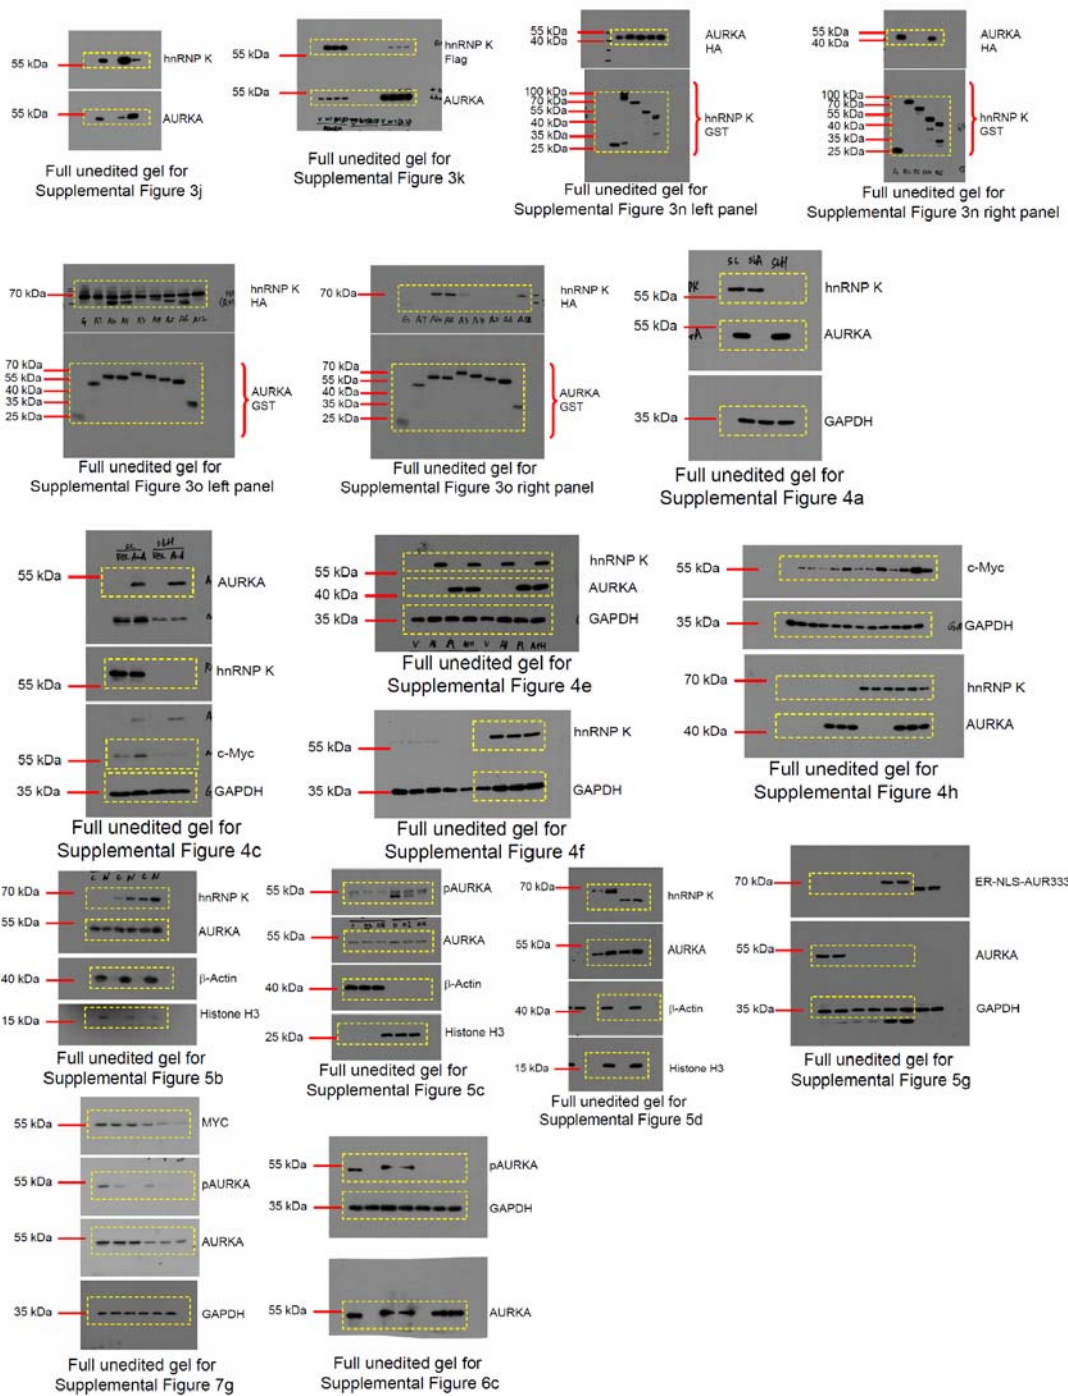 55 kDa
hnRNP K
55 kDa
AURKA
Full unedited gel for
Supplemental Figure 3j
55 kDa
hnRNP K
Flag
55 kDa
AURKA
Full unedited gel for
Supplemental Figure 3k
55 kDa
40 kDa
AURKA
HA
100 kDa
70 kDa
55 kDa
40 kDa
35 kDa
25 kDa
hnRNP K
GST
Full unedited gel for
Supplemental Figure 3n left panel
55 kDa
40 kDa
AURKA
HA
100 kDa
70 kDa
55 kDa
40 kDa
35 kDa
25 kDa
hnRNP K
GST
Full unedited gel for
Supplemental Figure 3n right panel
70 kDa
hnRNP K
HA
70 kDa
55 kDa
40 kDa
35 kDa
25 kDa
AURKA
GST
Full unedited gel for
Supplemental Figure 3o left panel
70 kDa
hnRNP K
HA
70 kDa
55 kDa
40 kDa
35 kDa
25 kDa
AURKA
GST
Full unedited gel for
Supplemental Figure 3o right panel
55 kDa
hnRNP K
55 kDa
AURKA
35 kDa
GAPDH
Full unedited gel for
Supplemental Figure 4a
55 kDa
AURKA
hnRNP K
55 kDa
c-Myc
55 kDa
35 kDa
GAPDH
Full unedited gel for
Supplemental Figure 4c
hnRNP K
55 kDa
AURKA
40 kDa
35 kDa
GAPDH
Full unedited gel for
Supplemental Figure 4e
hnRNP K
55 kDa
35 kDa
GAPDH
Full unedited gel for
Supplemental Figure 4f
55 kDa
c-Myc
35 kDa
GAPDH
70 kDa
hnRNP K
40 kDa
AURKA
Full unedited gel for
Supplemental Figure 4h
70 kDa
hnRNP K
55 kDa
AURKA
40 kDa
β-Actin
15 kDa
Histone H3
Full unedited gel for
Supplemental Figure 5b
55 kDa
pAURKA
55 kDa
AURKA
40 kDa
β-Actin
25 kDa
Histone H3
Full unedited gel for
Supplemental Figure 5c
70 kDa
hnRNP K
55 kDa
AURKA
40 kDa
β-Actin
15 kDa
Histone H3
Full unedited gel for
Supplemental Figure 5d
70 kDa
ER-NLS-AUR333
55 kDa
AURKA
35 kDa
GAPDH
Full unedited gel for
Supplemental Figure 5g
55 kDa
MYC
pAURKA
55 kDa
AURKA
35 kDa
GAPDH
Full unedited gel for
Supplemental Figure 7g
55 kDa
pAURKA
35 kDa
GAPDH
55 kDa
AURKA
Full unedited gel for
Supplemental Figure 6c